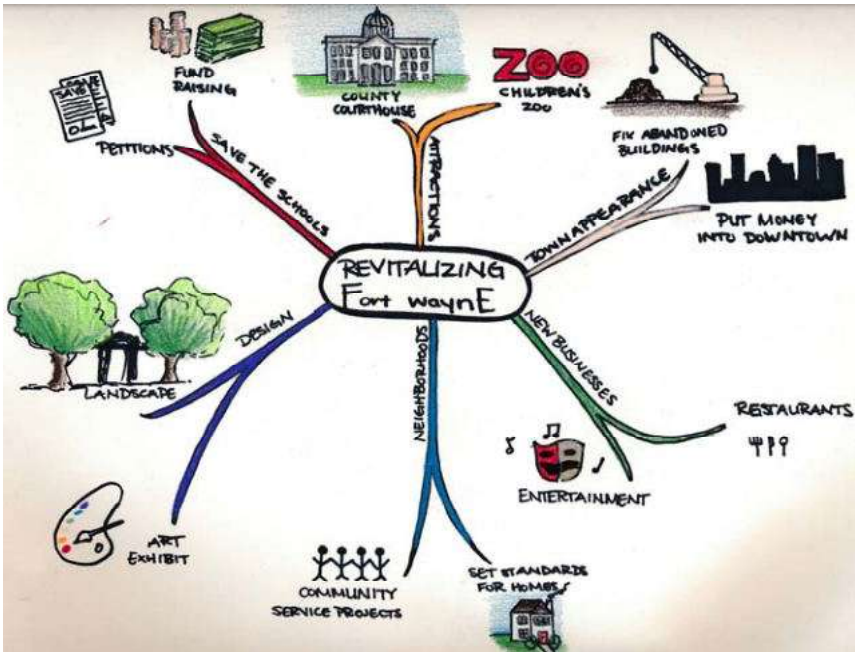 REVITALIZING
Fort waynE
SAVE THE SCHOOLS
FUND
RAISING
PETITIONS
SAVE
ATTRACTIONS
COUNTY
COURTHOUSE
ZOO
CHILDREN'S
ZOO
TOWN APPEARANCE
FIX ABANDONED
BUILDINGS
PUT MONEY
INTO DOWNTOWN
NEW BUSINESSES
RESTAURANTS
ENTERTAINMENT
NEIGHBORHOODS
SET STANDARDS
FOR HOMES
COMMUNITY
SERVICE PROJECTS
DESIGN
LANDSCAPE
ART
EXHIBIT